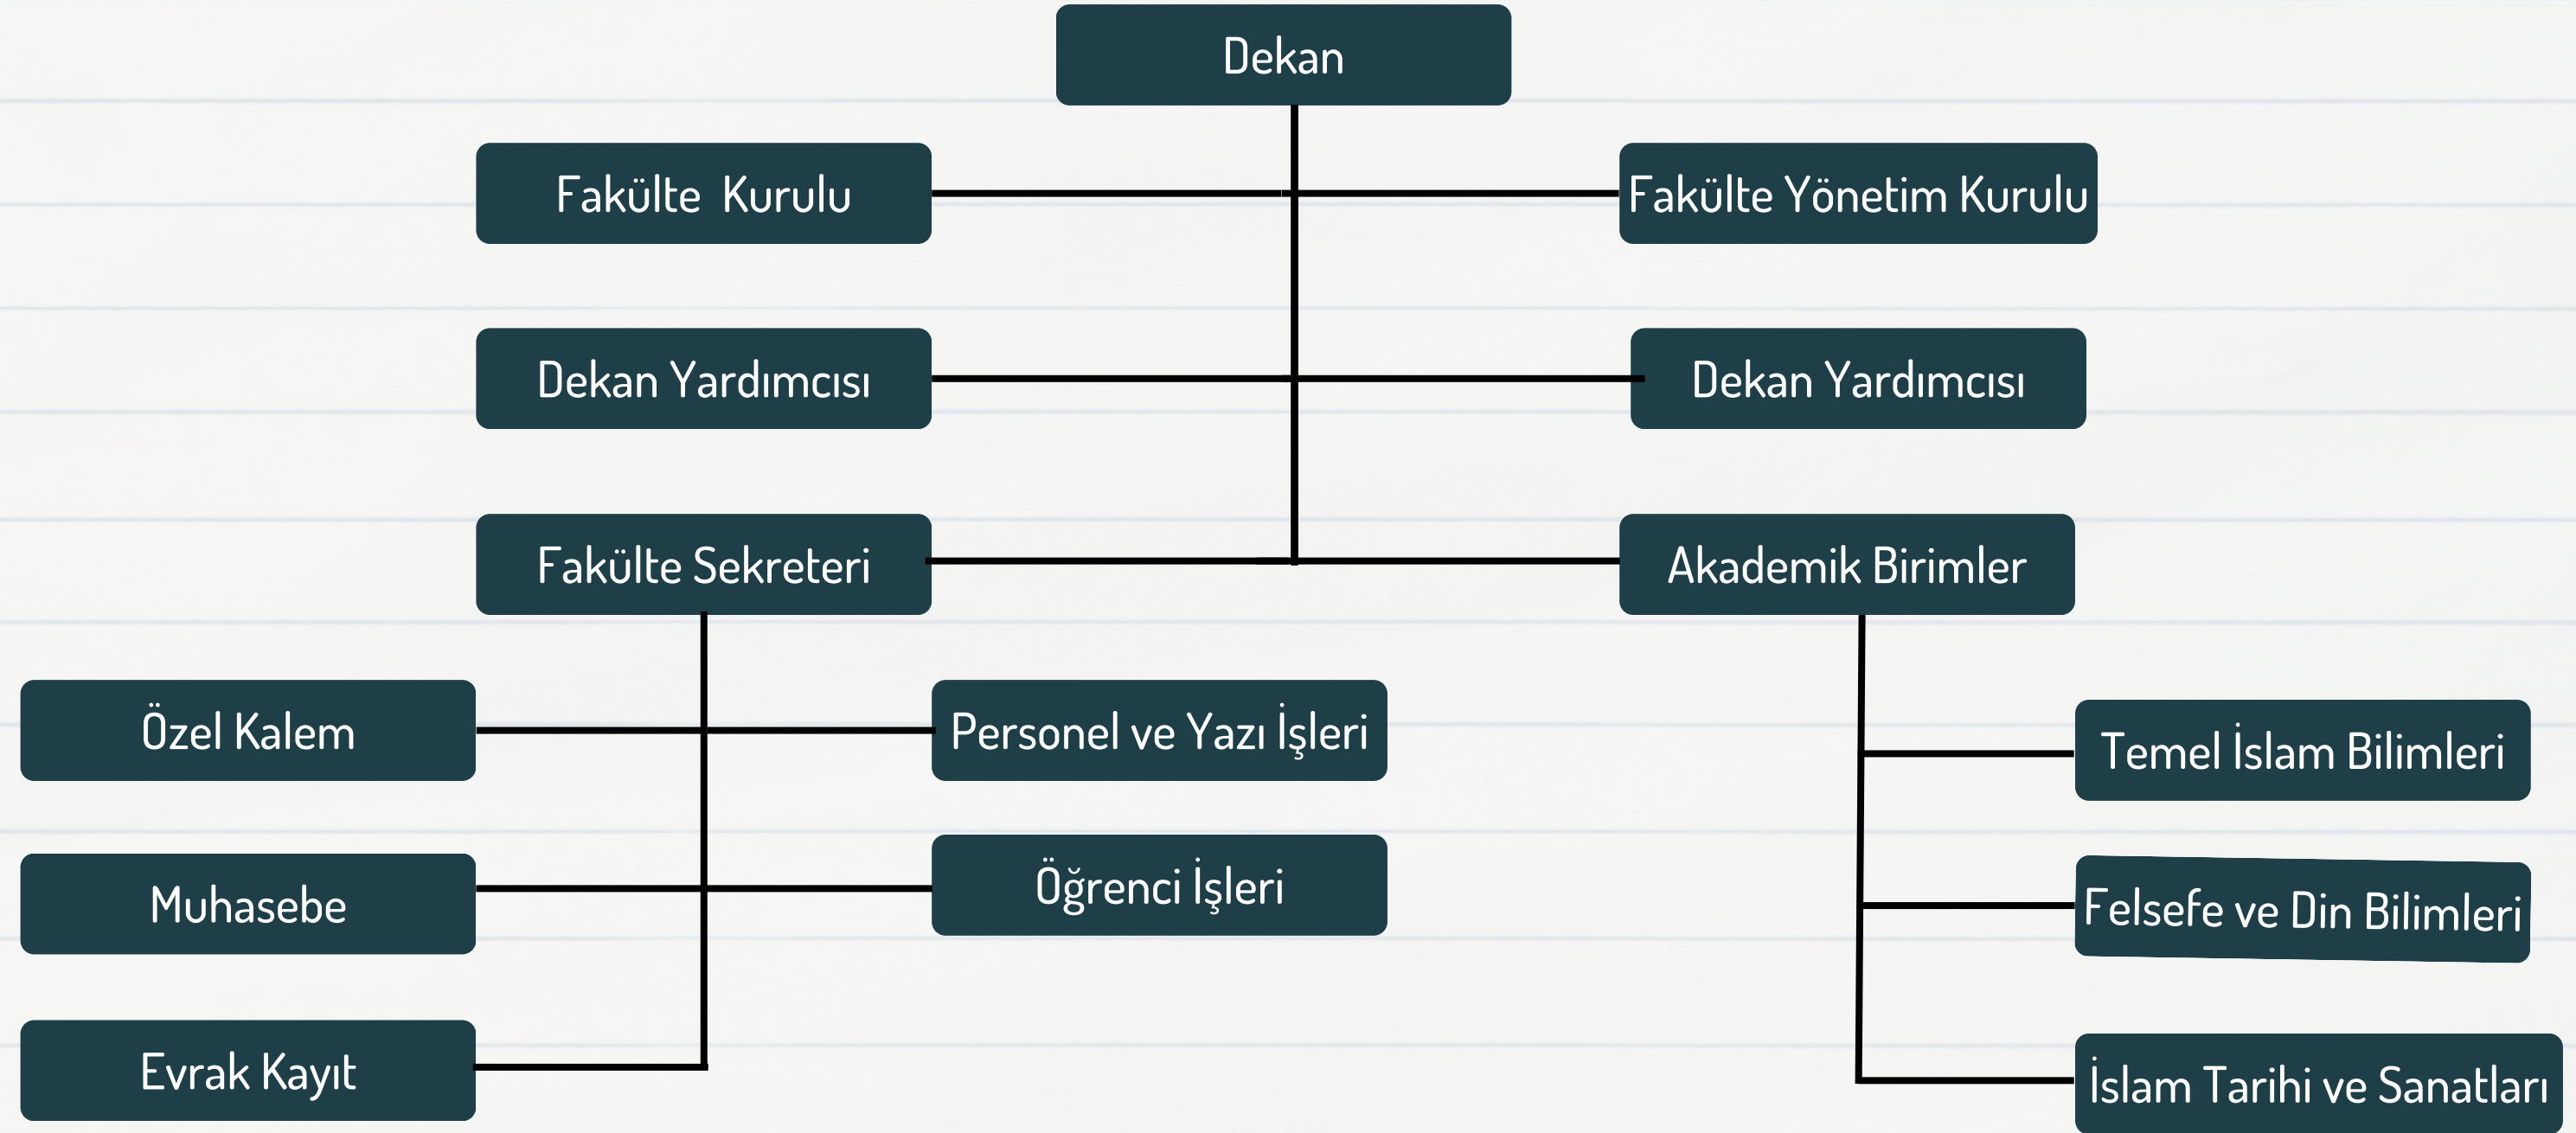 Dekan
Fakülte Kurulu
Fakülte Yönetim Kurulu
Dekan Yardımcısı
Dekan Yardımcısı
Fakülte Sekreteri
Akademik Birimler
Özel Kalem
Personel ve Yazı İşleri
Temel İslam Bilimleri
Muhasebe
Öğrenci İşleri
Felsefe ve Din Bilimleri
Evrak Kayıt
İslam Tarihi ve Sanatları